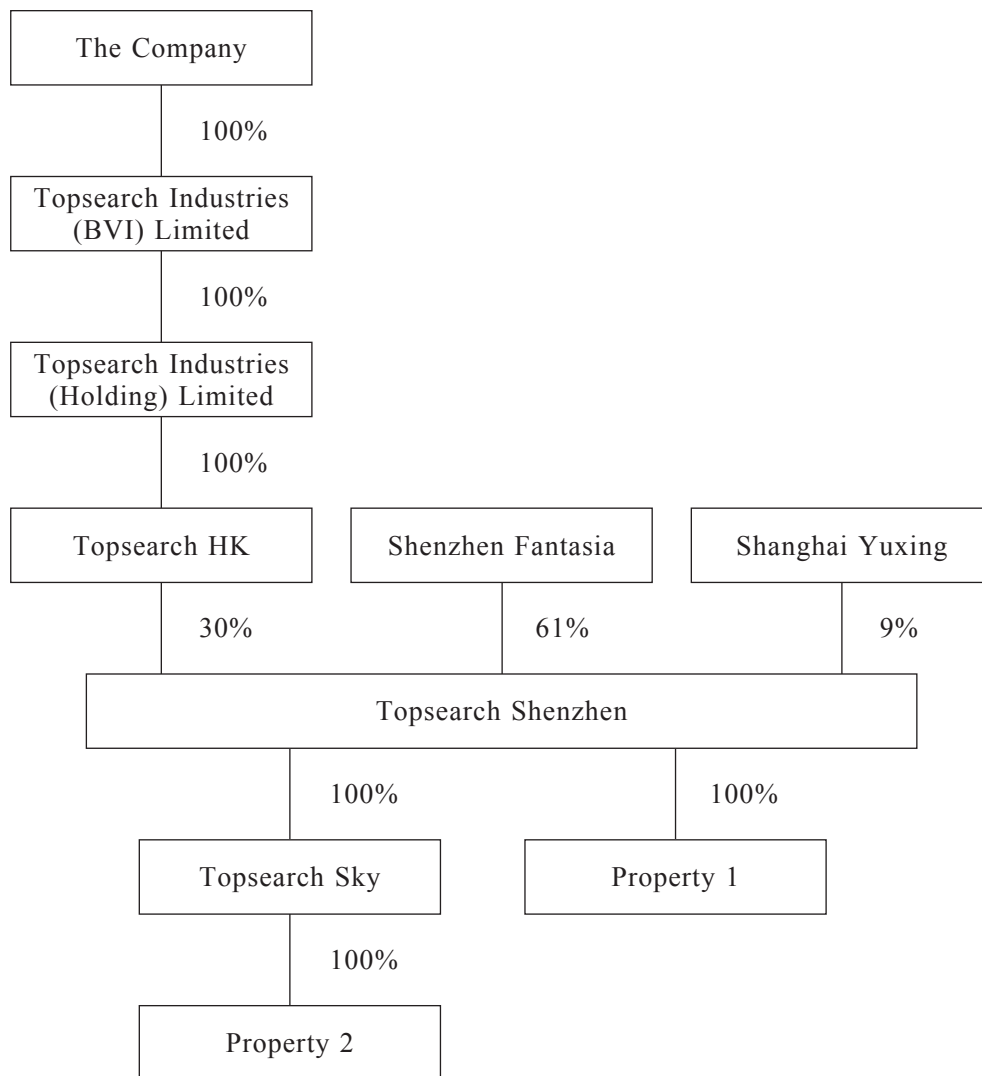 The Company
100%
Topsearch Industries
(BVI) Limited
100%
Topsearch Industries
(Holding) Limited
100%
Topsearch HK
Shenzhen Fantasia
Shanghai Yuxing
30%
61%
9%
Topsearch Shenzhen
100%
100%
Topsearch Sky
Property 1
100%
Property 2